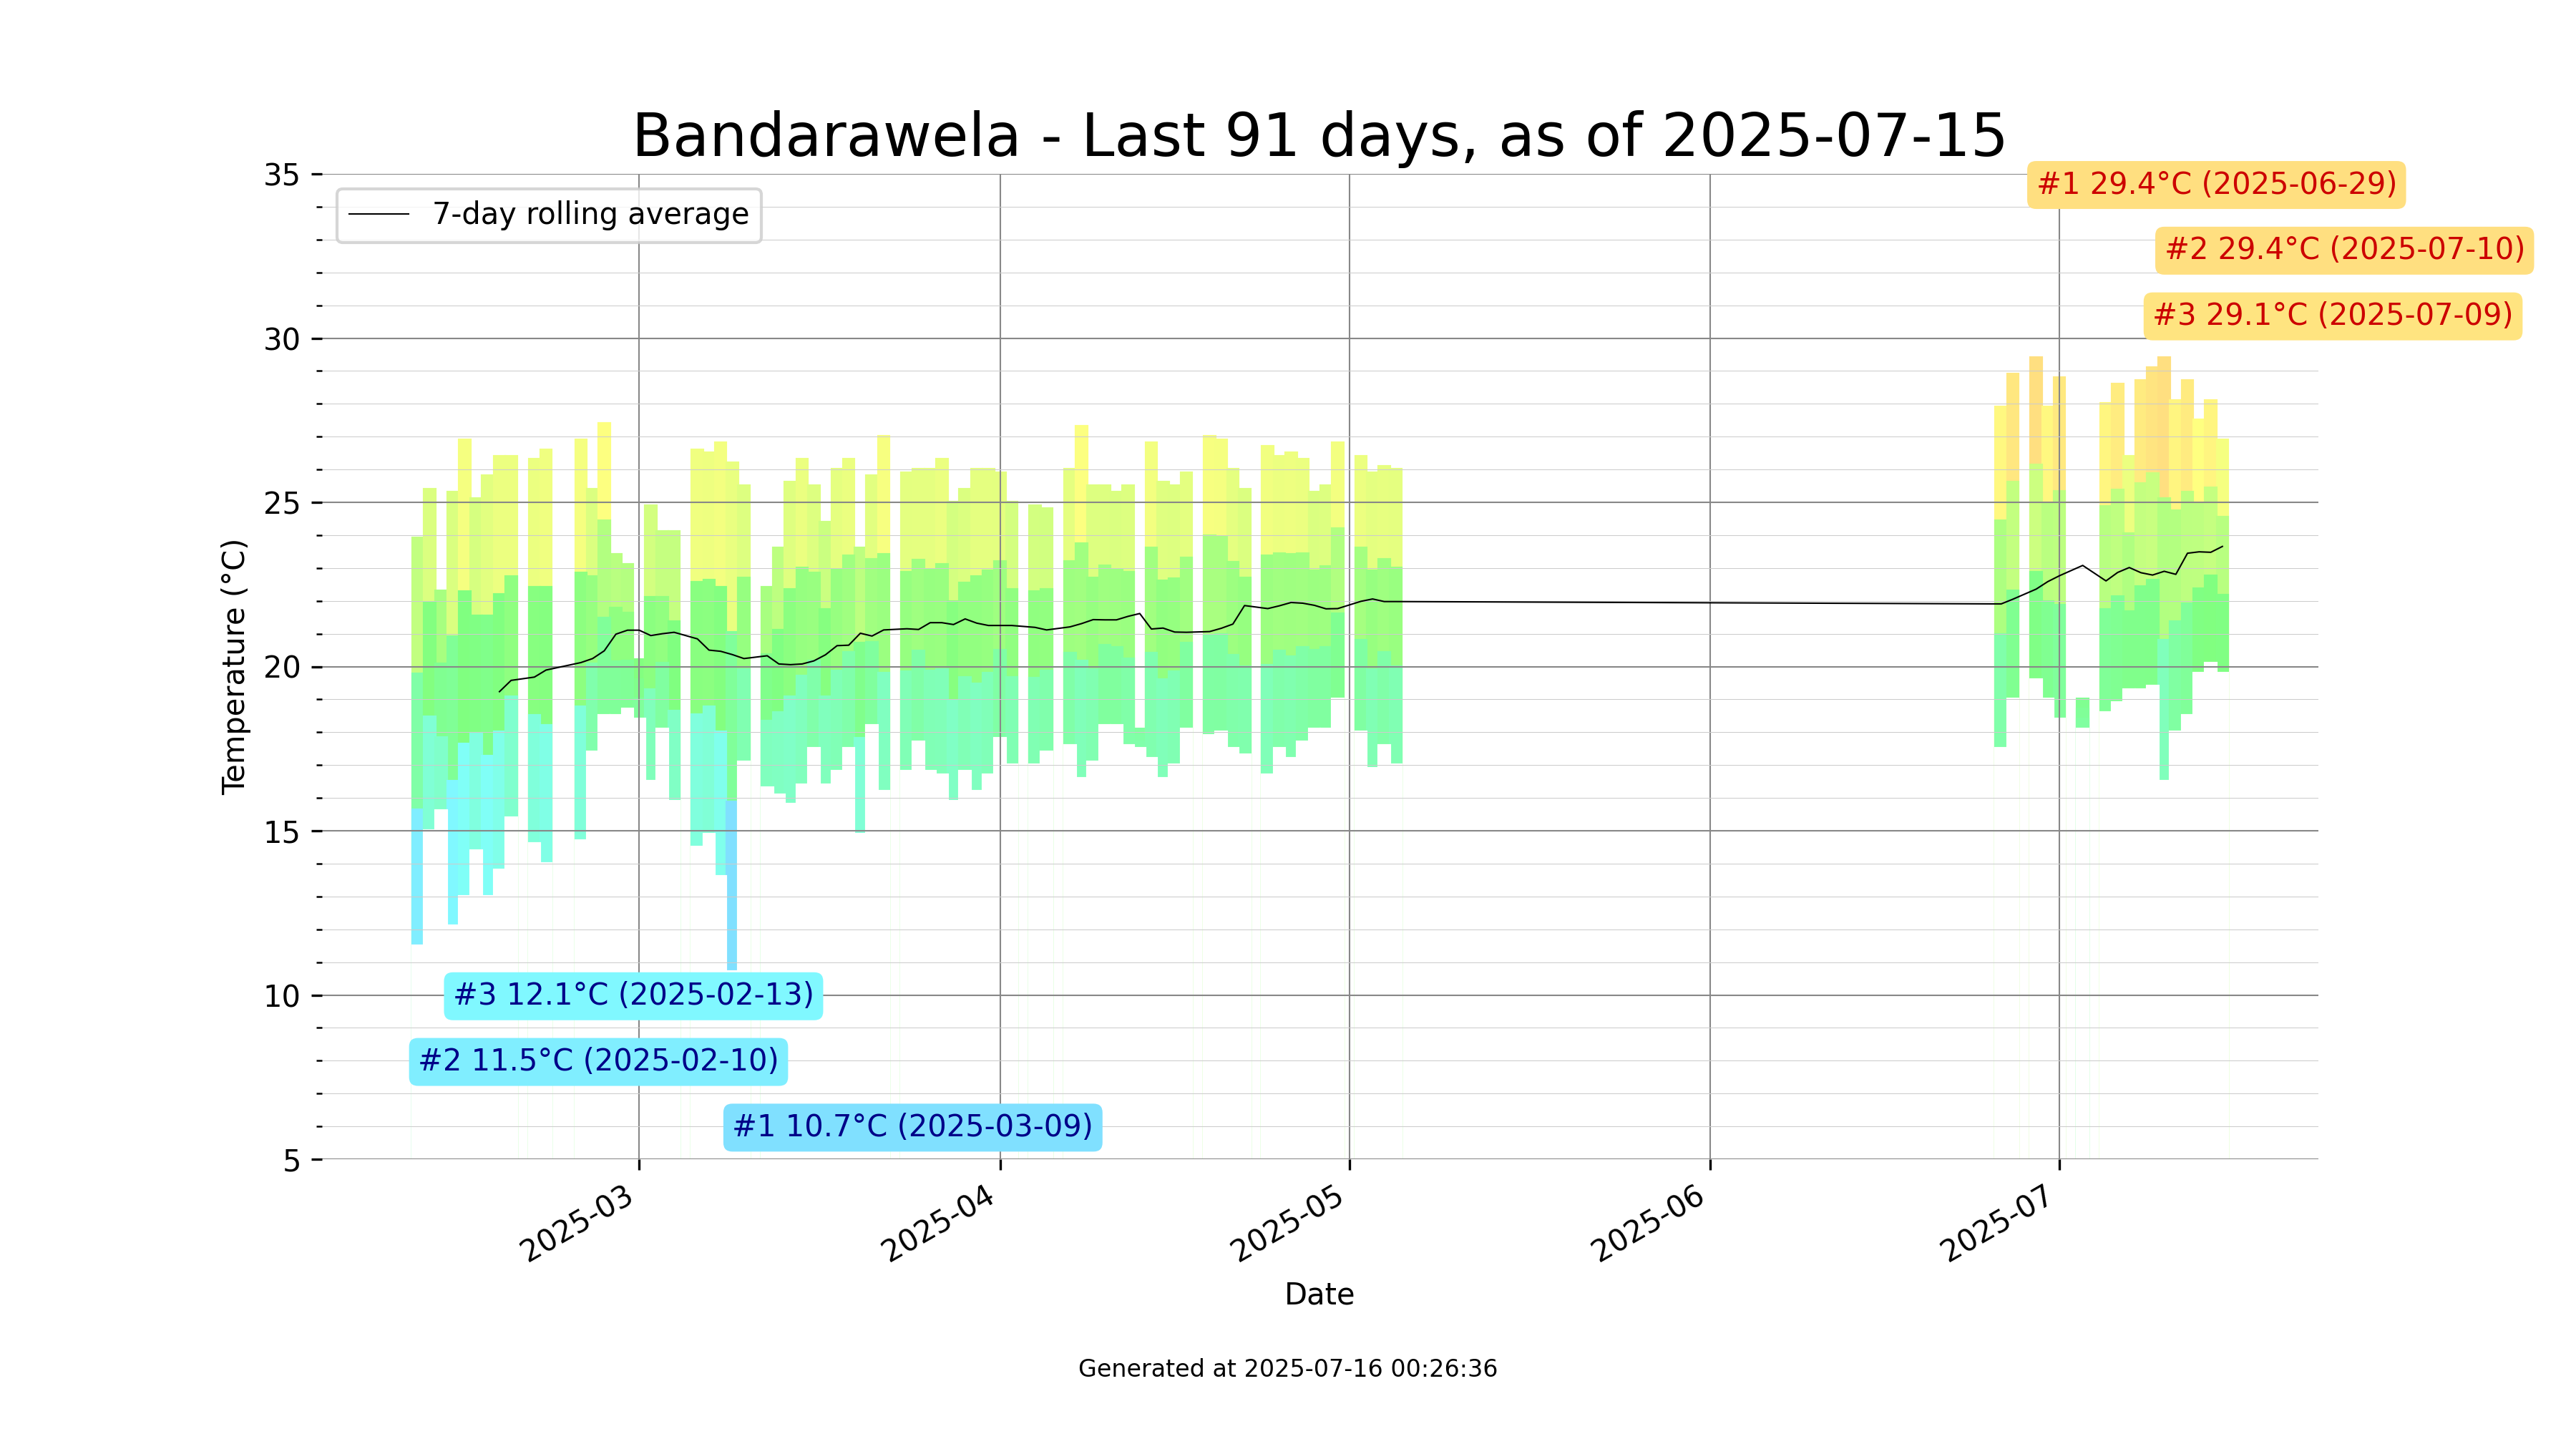 Bandarawela - Last 91 days, as of 2025-07-15
7-day rolling average
#1 29.4°C (2025-06-29)
#2 29.4°C (2025-07-10)
#3 29.1°C (2025-07-09)
35
30
25
20
15
10
5
Temperature (°C)
#3 12.1°C (2025-02-13)
#2 11.5°C (2025-02-10)
#1 10.7°C (2025-03-09)
2025-03
2025-04
2025-05
2025-06
2025-07
Date
Generated at 2025-07-16 00:26:36